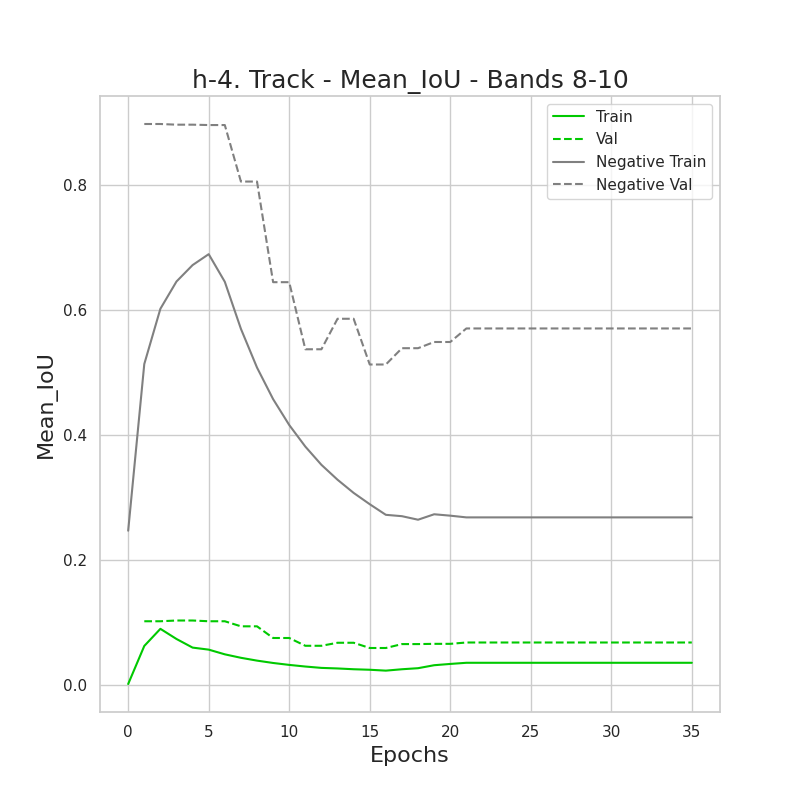 h-4. Track - Mean_IoU - Bands 8-10
Train
Val
Negative Train
Negative Val
Mean_IoU
0.8
0.6
0.4
0.2
0.0
0 5 10 15 20 25 30 35
Epochs